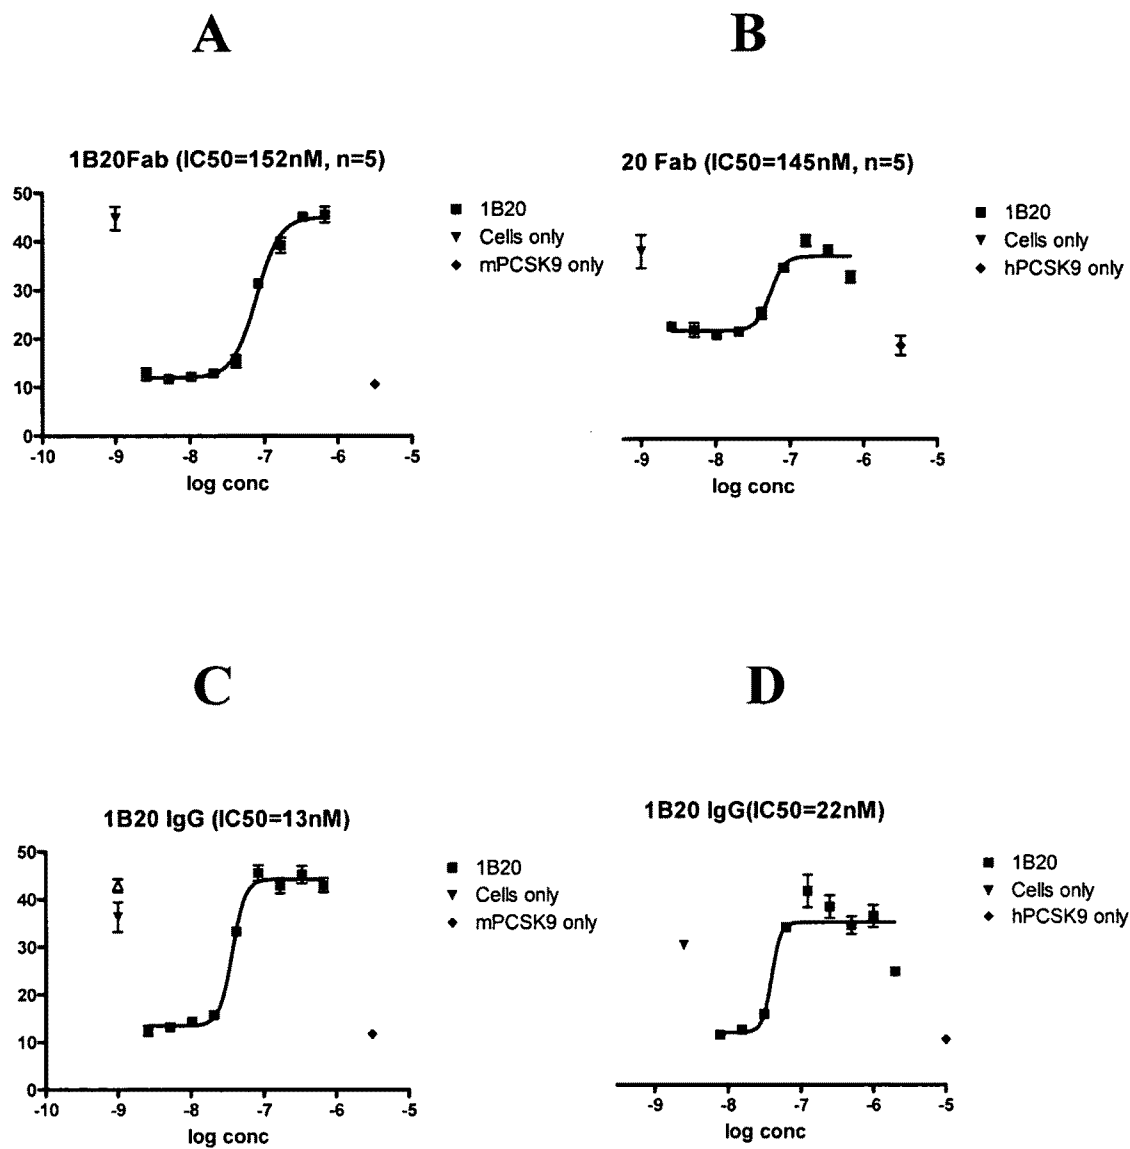 A
B
1B20Fab (IC50=152nM, n=5)
20 Fab (IC50=145nM, n=5)
50
40
30
20
10
0
-10 -9 -8 -7 -6 -5
log conc
1B20
Cells only
mPCSK9 only
-9 -8 -7 -6 -5
log conc
1B20
Cells only
hPCSK9 only
C
D
1B20 IgG (IC50=13nM)
1B20 IgG(IC50=22nM)
50
40
30
20
10
0
-10 -9 -8 -7 -6 -5
log conc
1B20
Cells only
mPCSK9 only
-9 -8 -7 -6 -5
log conc
1B20
Cells only
hPCSK9 only